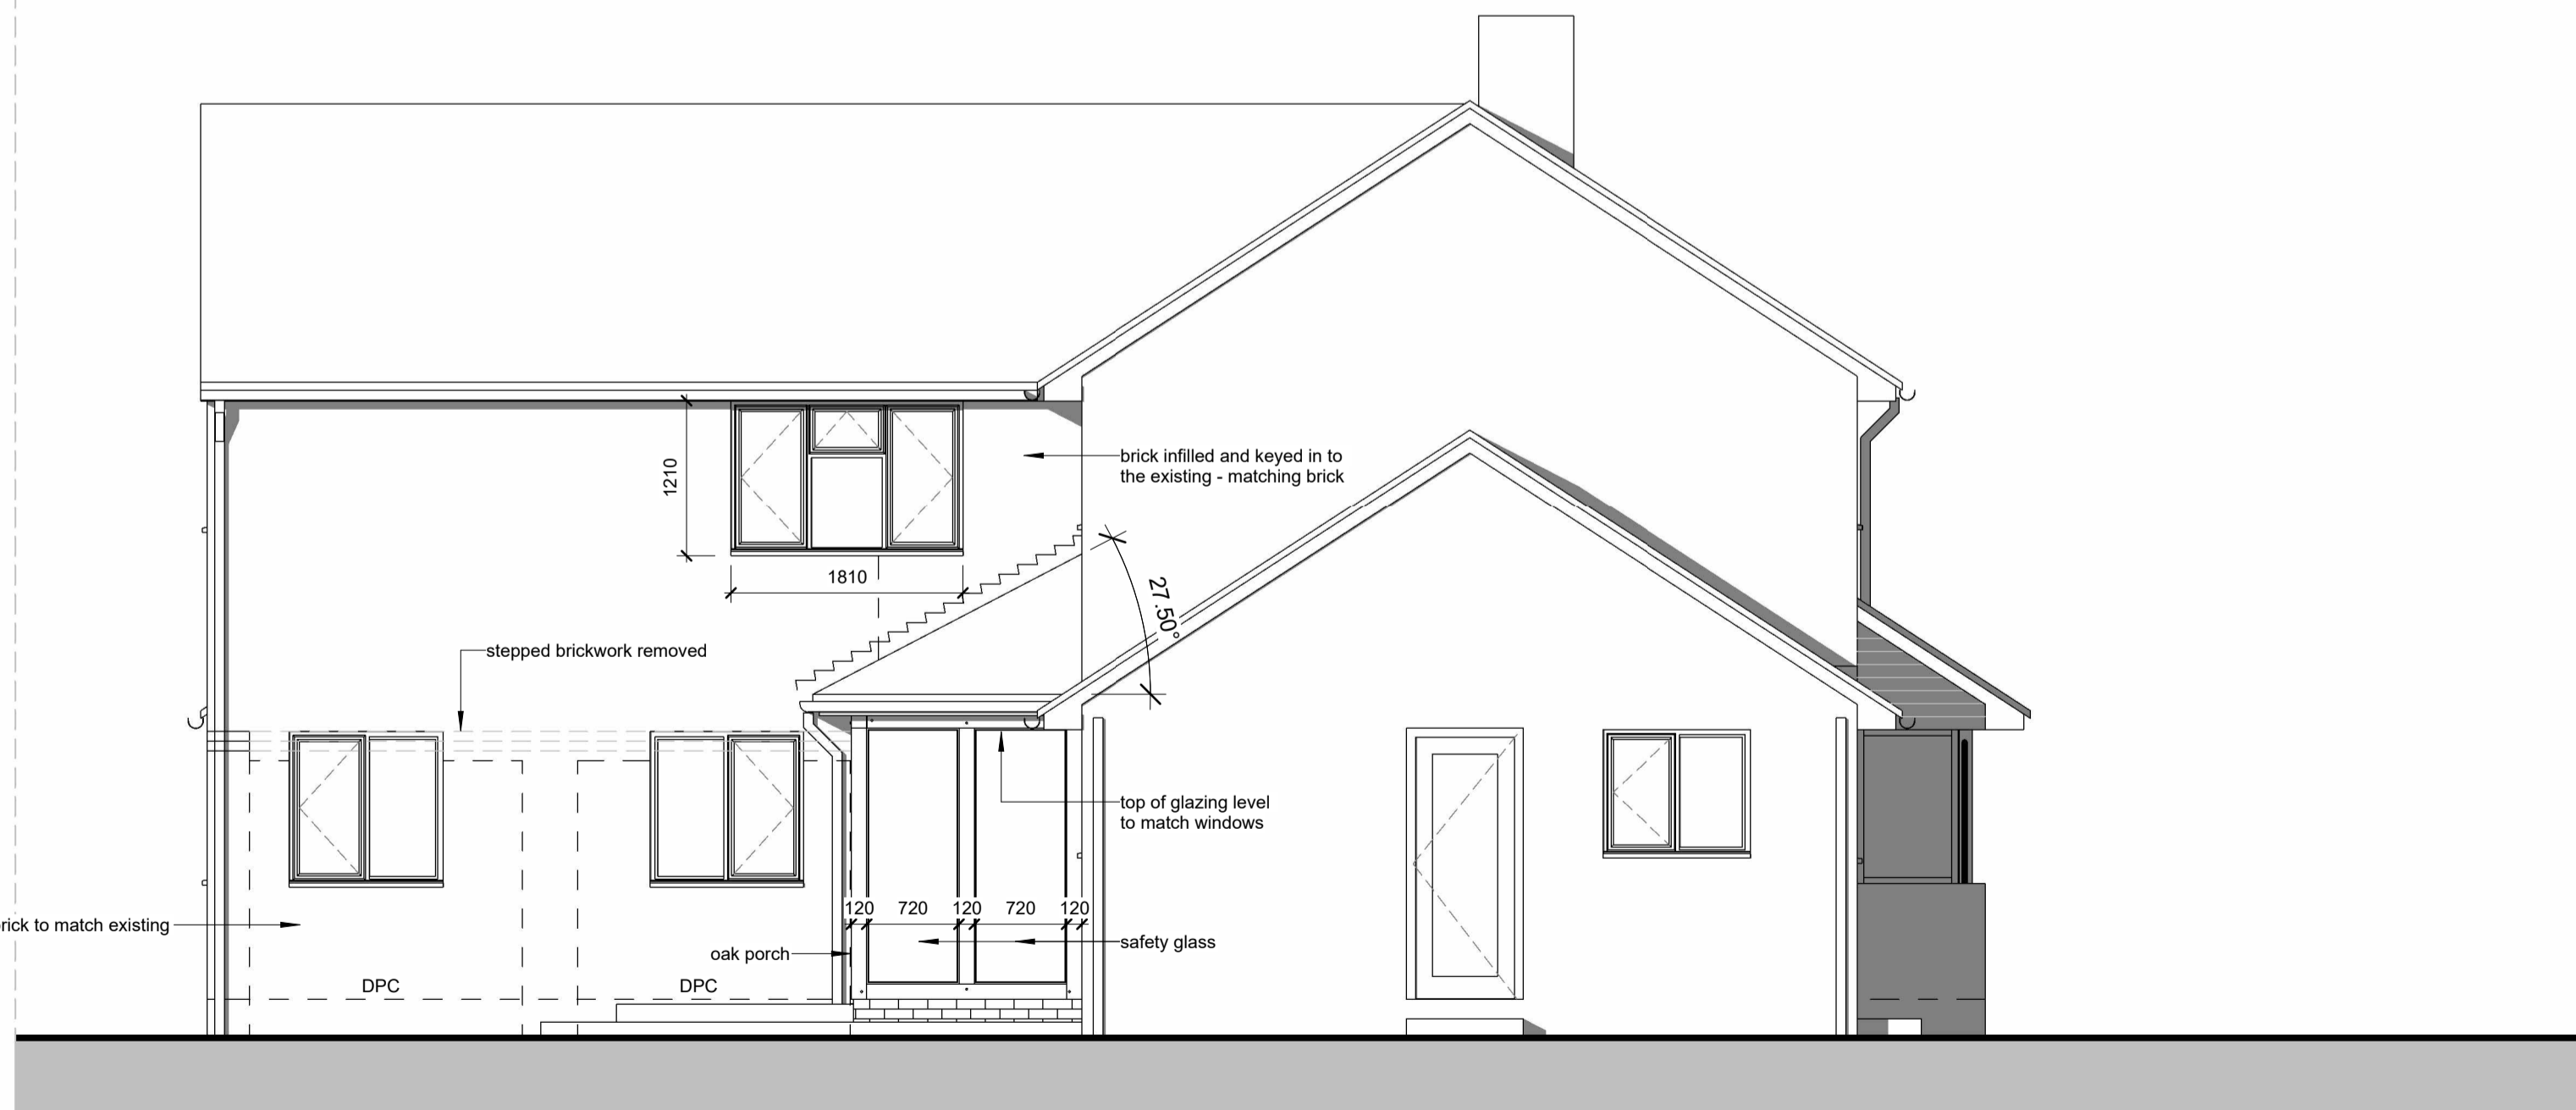 1210
brick infilled and keyed in to
the existing - matching brick
1810
27.50°
stepped brickwork removed
top of glazing level
to match windows
120 720 120 720 120
rick to match existing
safety glass
oak porch
DPC DPC